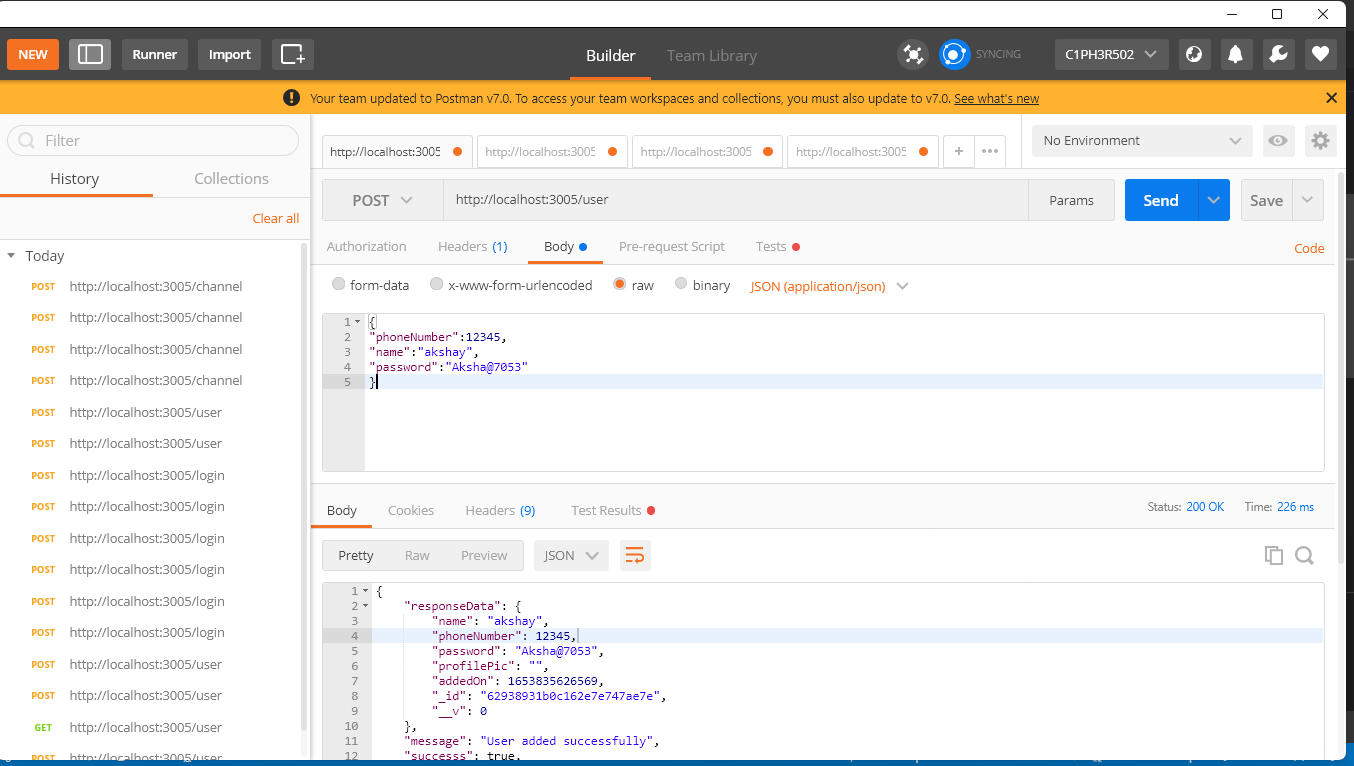 NEW Runner Import Builder Team Library SYNCING C1PH3R502
Your team updated to Postman v7.0. To access your team workspaces and collections, you must also update to v7.0. See what's new
Filter
History Collections
Clear all
Today
POST http://localhost:3005/channel
POST http://localhost:3005/channel
POST http://localhost:3005/channel
POST http://localhost:3005/channel
POST http://localhost:3005/user
POST http://localhost:3005/user
POST http://localhost:3005/login
POST http://localhost:3005/login
POST http://localhost:3005/login
POST http://localhost:3005/login
POST http://localhost:3005/login
POST http://localhost:3005/login
POST http://localhost:3005/user
POST http://localhost:3005/user
GET http://localhost:3005/user
POST http://localhost:3005/user
http://localhost:3005 http://localhost:3005 http://localhost:3005 http://localhost:3005 + ••• No Environment
POST http://localhost:3005/user Params Send Save
Authorization Headers (1) Body Pre-request Script Tests Code
form-data x-www-form-urlencoded raw binary JSON (application/json)
1 {
2 "phoneNumber":12345,
3 "name":"akshay",
4 "password":"Aksha@7053"
5 }
Body Cookies Headers (9) Test Results Status: 200 OK Time: 226 ms
Pretty Raw Preview JSON
1 {
2 "responseData": {
3 "name": "akshay",
4 "phoneNumber": 12345,
5 "password": "Aksha@7053",
6 "profilePic": "",
7 "addedOn": 1653835626569,
8 "_id": "62938931b0c162e7e747ae7e",
9 "__v": 0
10 },
11 "message": "User added successfully",
12 "successs": true,